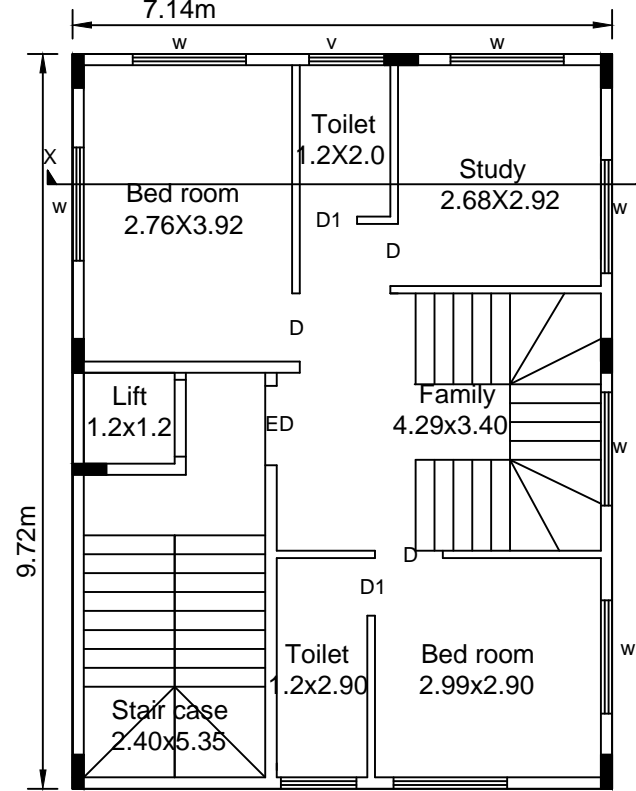 7.14m
w
v
w
X
w
Toilet
1.2X2.0
Study
2.68X2.92
Bed room
2.76X3.92
w
D1
D
D
Lift
1.2x1.2
ED
Family
4.29x3.40
w
9.72m
D
D1
Toilet
1.2x2.90
Bed room
2.99x2.90
w
Stair case
2.40x5.35